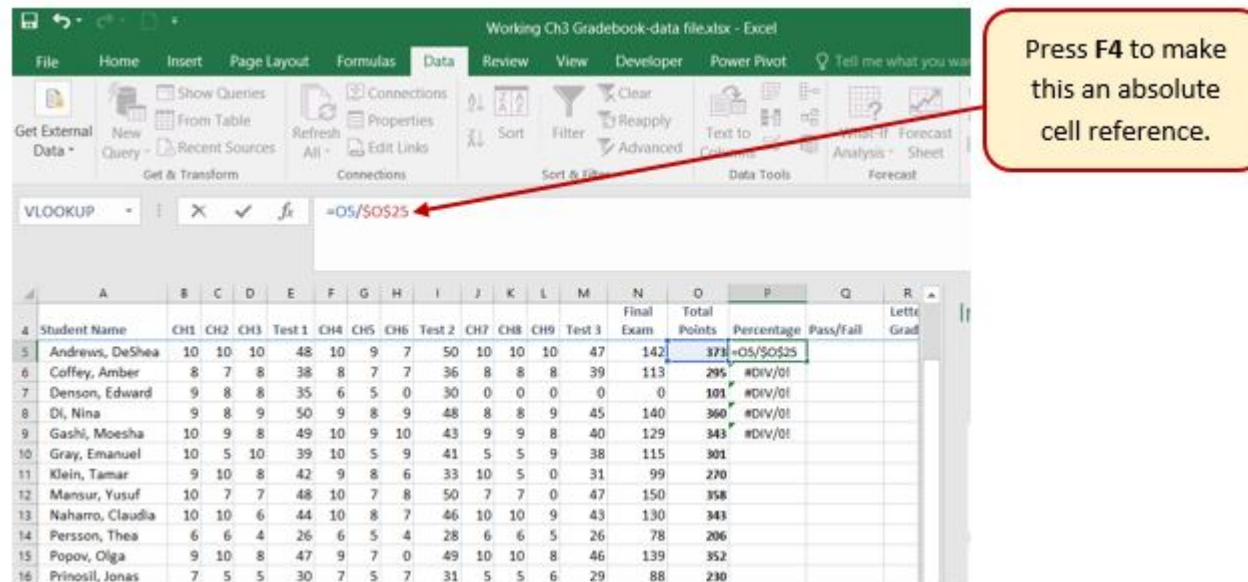 Working Ch3 Gradebook-data file.xlsx - Excel
File Home Insert Page Layout Formulas Data Review View Developer Power Pivot Tell me what you wan
Show Queries Connections Clear
Get External New From Table Refresh Properties Sort Filter Reapply Text to What-If Forecast
Data Query Recent Sources All Edit Links Advanced Columns Analysis Sheet
Get & Transform Connections Sort & Filter Data Tools Forecast
Press F4 to make
this an absolute
cell reference.
VLOOKUP fx =O5/$O$25
A B C D E F G H I J K L M N O P Q R
Final Total Lette
4 Student Name CH1 CH2 CH3 Test 1 CH4 CH5 CH6 Test 2 CH7 CH8 CH9 Test 3 Exam Points Percentage Pass/Fail Grad
5 Andrews, DeShea 10 10 10 48 10 9 7 50 10 10 10 47 142 373 =O5/$O$25
6 Coffey, Amber 8 7 8 38 8 7 7 36 8 8 8 39 113 295 #DIV/0!
7 Denson, Edward 9 8 8 35 6 5 0 30 0 0 0 0 0 101 #DIV/0!
8 Di, Nina 9 8 9 50 9 8 9 48 8 8 9 45 140 360 #DIV/0!
9 Gashi, Moesha 10 9 8 49 10 9 10 43 9 9 8 40 129 343 #DIV/0!
10 Gray, Emanuel 10 5 10 39 10 5 9 41 5 5 9 38 115 301
11 Klein, Tamar 9 10 8 42 9 8 6 33 10 5 0 31 99 270
12 Mansur, Yusuf 10 7 7 48 10 7 8 50 7 7 0 47 150 358
13 Naharro, Claudia 10 10 6 44 10 8 7 46 10 10 9 43 130 343
14 Persson, Thea 6 6 4 26 6 5 4 28 6 6 5 26 78 206
15 Popov, Olga 9 10 8 47 9 7 0 49 10 10 8 46 139 352
16 Prinosil, Jonas 7 5 5 30 7 5 7 31 5 5 6 29 88 230